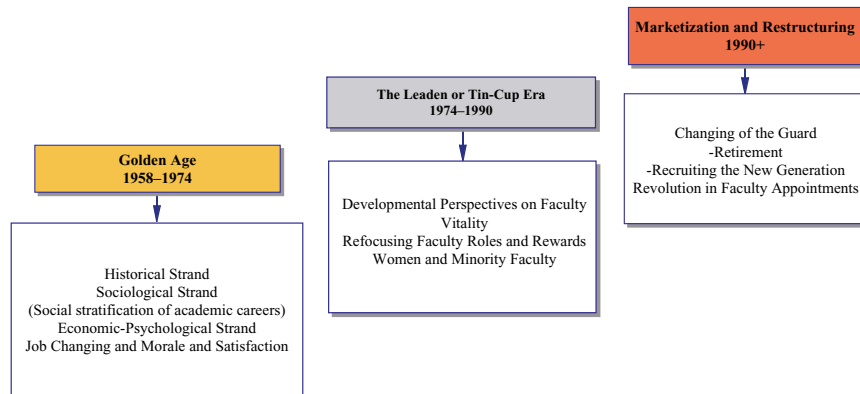 Golden Age
1958–1974
Historical Strand
Sociological Strand
(Social stratification of academic careers)
Economic-Psychological Strand
Job Changing and Morale and Satisfaction
The Leaden or Tin-Cup Era
1974–1990
Developmental Perspectives on Faculty
Vitality
Refocusing Faculty Roles and Rewards
Women and Minority Faculty
Marketization and Restructuring
1990+
Changing of the Guard
-Retirement
-Recruiting the New Generation
Revolution in Faculty Appointments